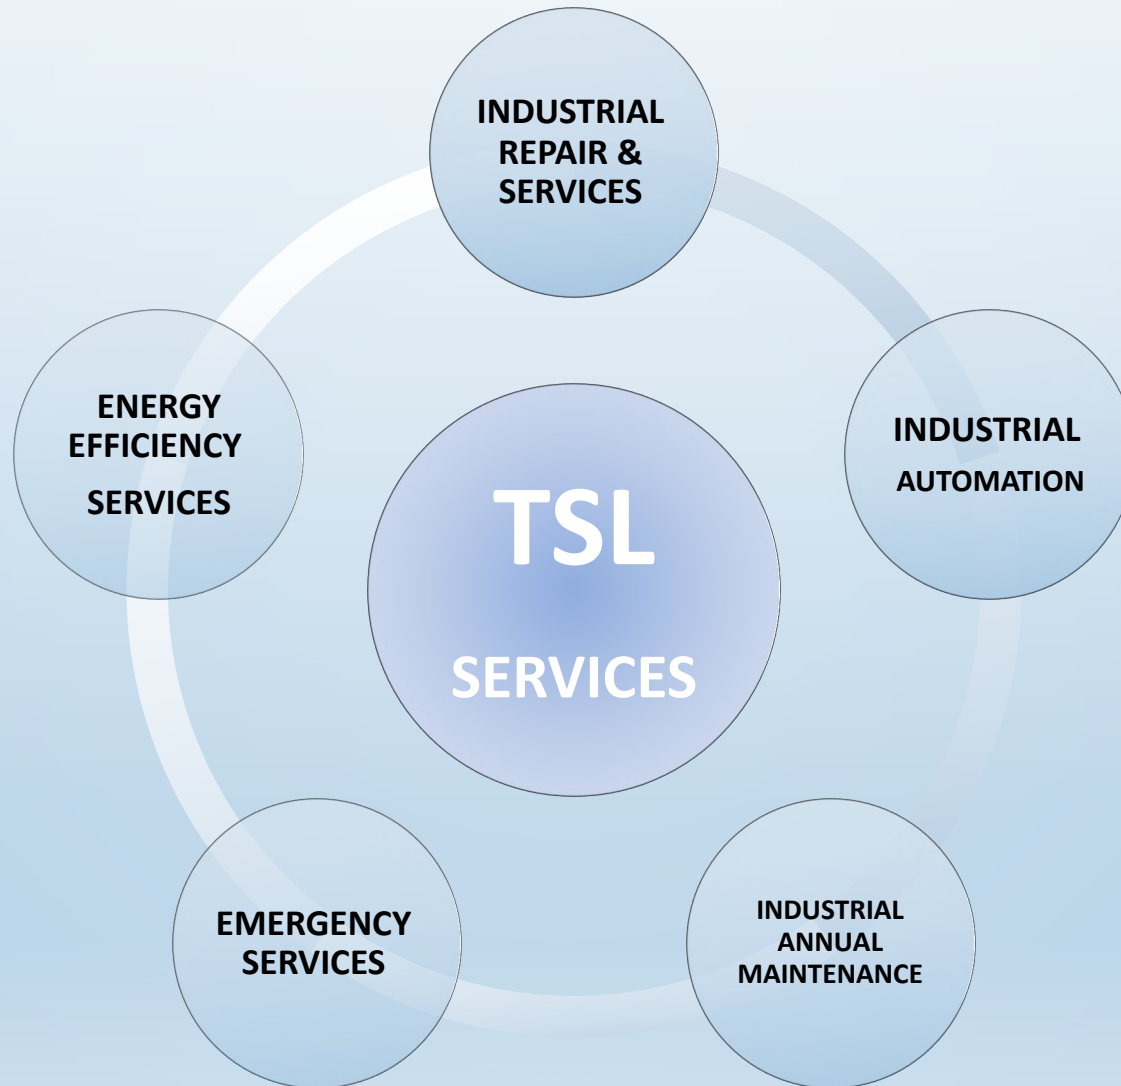 INDUSTRIAL
REPAIR &
SERVICES
INDUSTRIAL
AUTOMATION
INDUSTRIAL
ANNUAL
MAINTENANCE
EMERGENCY
SERVICES
ENERGY
EFFICIENCY
SERVICES
TSL
SERVICES